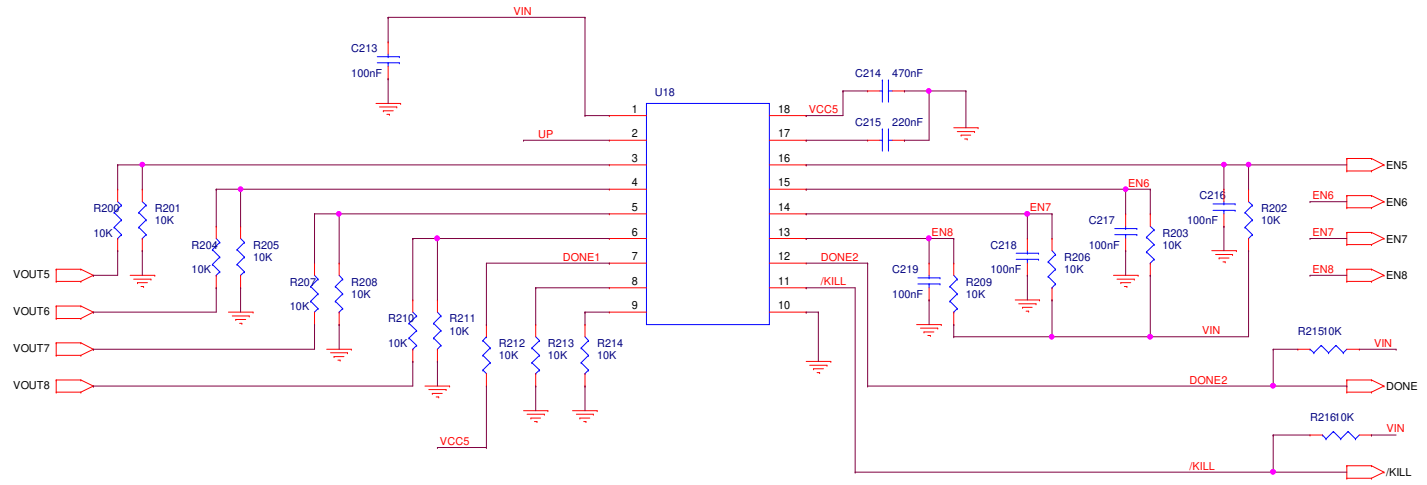 VIN
C213
100nF
U18
C214 470nF
VCC5
C215 220nF
UP
1
2
3
4
5
6
7
8
9
18
17
16
15
14
13
12
11
10
R200
10K
R201
10K
R204
10K
R205
10K
R207
10K
R208
10K
R210
10K
R211
10K
R212
10K
R213
10K
R214
10K
VOUT5
VOUT6
VOUT7
VOUT8
DONE1
VCC5
EN6
EN7
EN8
DONE2
/KILL
C216
100nF
R202
10K
C217
100nF
R203
10K
C218
100nF
R206
10K
C219
100nF
R209
10K
VIN
EN5
EN6 EN6
EN7 EN7
EN8 EN8
R21510K
VIN
DONE2
DONE
R21610K
VIN
/KILL
/KILL